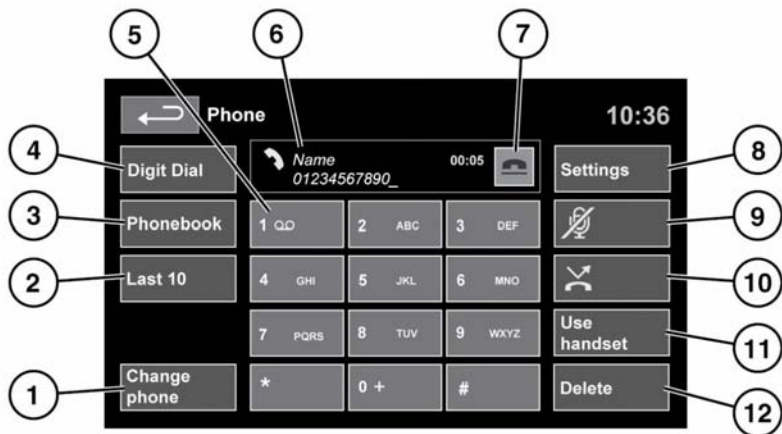 5
6
7
Phone
10:36
4
Digit Dial
Name
00:05
01234567890_
Settings
8
3
Phonebook
1
2 ABC
3 DEF
9
2
Last 10
4 GHI
5 JKL
6 MNO
10
7 PQRS
8 TUV
9 WXYZ
Use
handset
11
1
Change
phone
*
0 +
#
Delete
12